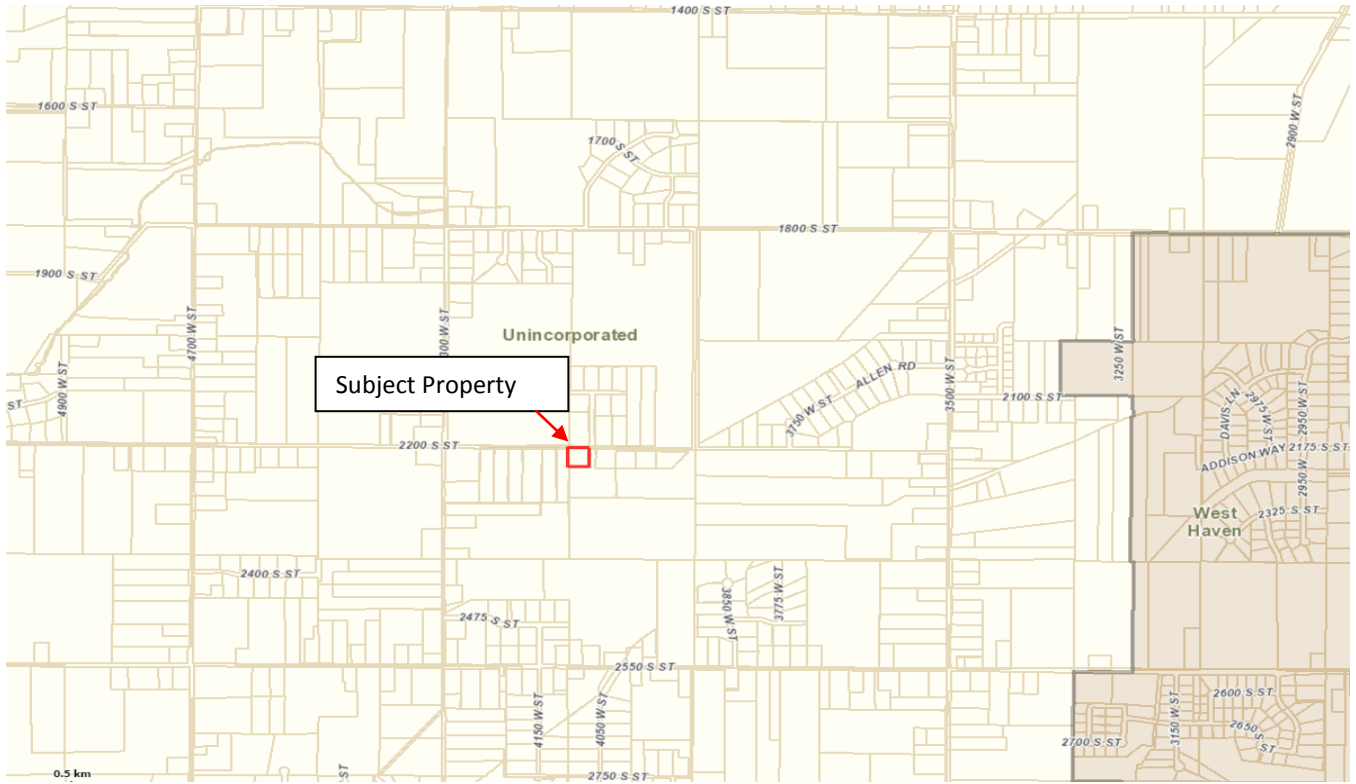 1400 S ST
1600 S ST
2900 W ST
1700 S ST
1800 S ST
1900 S ST
4700 W ST
300 W ST
Unincorporated
3250 W ST
Subject Property
4900 W ST
ST
ALLEN RD
3750 W ST
3500 W ST
2100 S ST
DAVIS LN
2975 W ST
2950 W ST
2200 S ST
ADDISON WAY
2175 S ST
2950 W
West
Haven
2325 S ST
2400 S ST
3850 W ST
3775 W ST
2475 S ST
2550 S ST
4150 W ST
4050 W ST
2600 S ST
3150 W ST
2650 S ST
2700 S ST
0.5 km
ST
2750 S ST